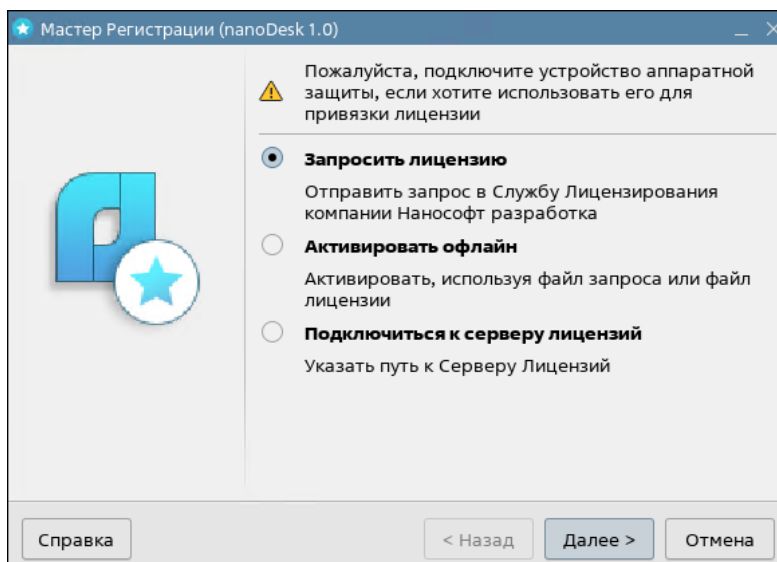 Мастер Регистрации (nanoDesk 1.0)
Пожалуйста, подключите устройство аппаратной
защиты, если хотите использовать его для
привязки лицензии
Запросить лицензию
Отправить запрос в Службу Лицензирования
компании Нанософт разработка
Активировать офлайн
Активировать, используя файл запроса или файл
лицензии
Подключиться к серверу лицензий
Указать путь к Серверу Лицензий
Справка
< Назад
Далее >
Отмена